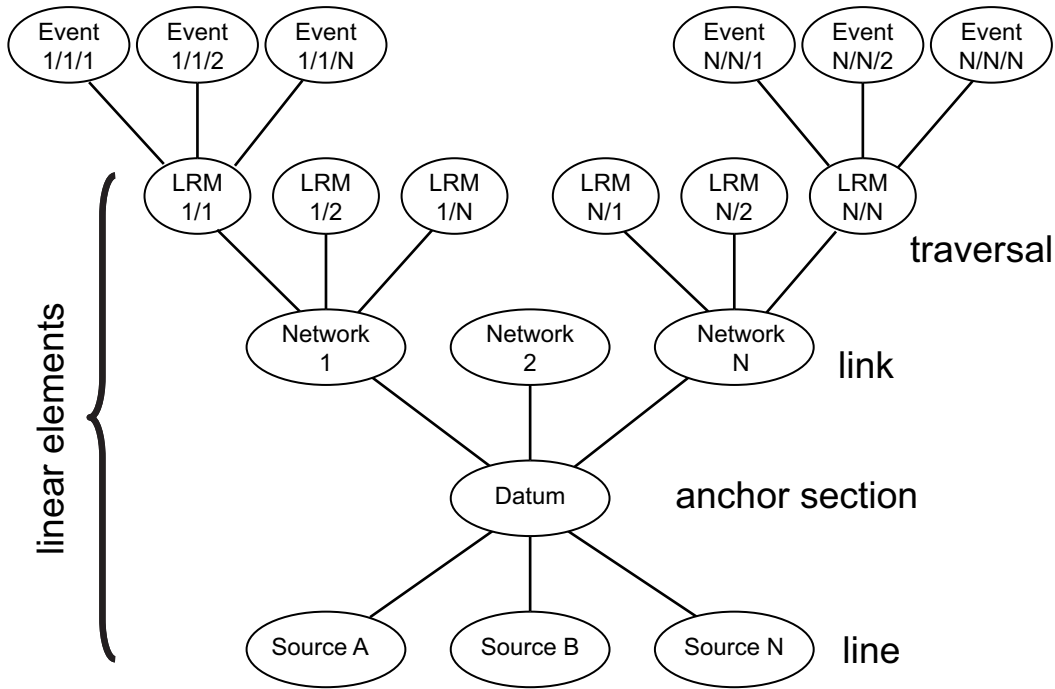 Event
1/1/1
Event
1/1/2
Event
1/1/N
Event
N/N/1
Event
N/N/2
Event
N/N/N
LRM
1/1
LRM
1/2
LRM
1/N
LRM
N/1
LRM
N/2
LRM
N/N
traversal
Network
1
Network
2
Network
N
link
linear elements
Datum
anchor section
Source A
Source B
Source N
line